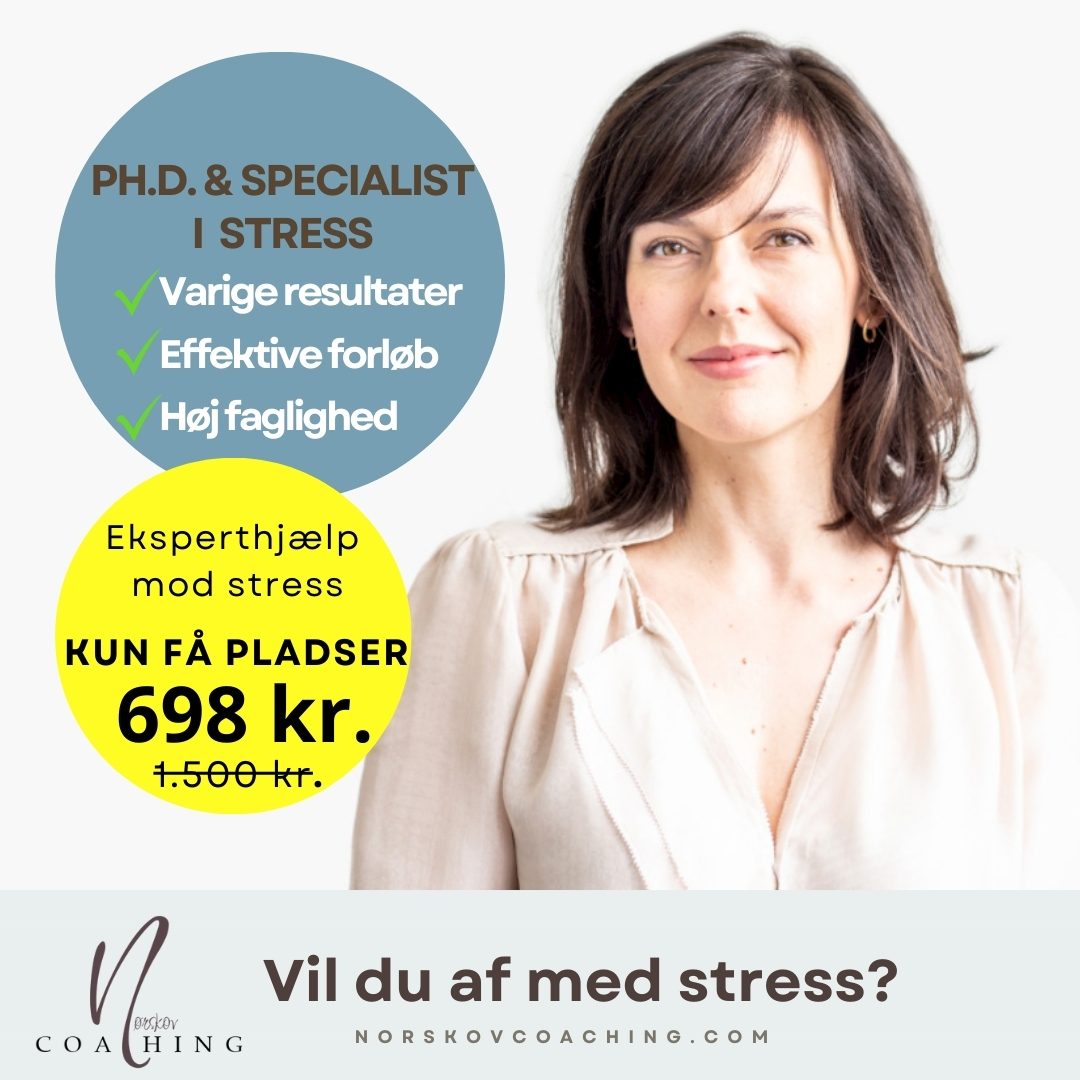 PH.D. & SPECIALIST
I STRESS
Varige resultater
Effektive forløb
Høj faglighed
Eksperthjælp
mod stress
KUN FÅ PLADSER
698 kr.
1.500 kr.
Norskov
COACHING
Vil du af med stress?
NORSKOVCOACHING.COM